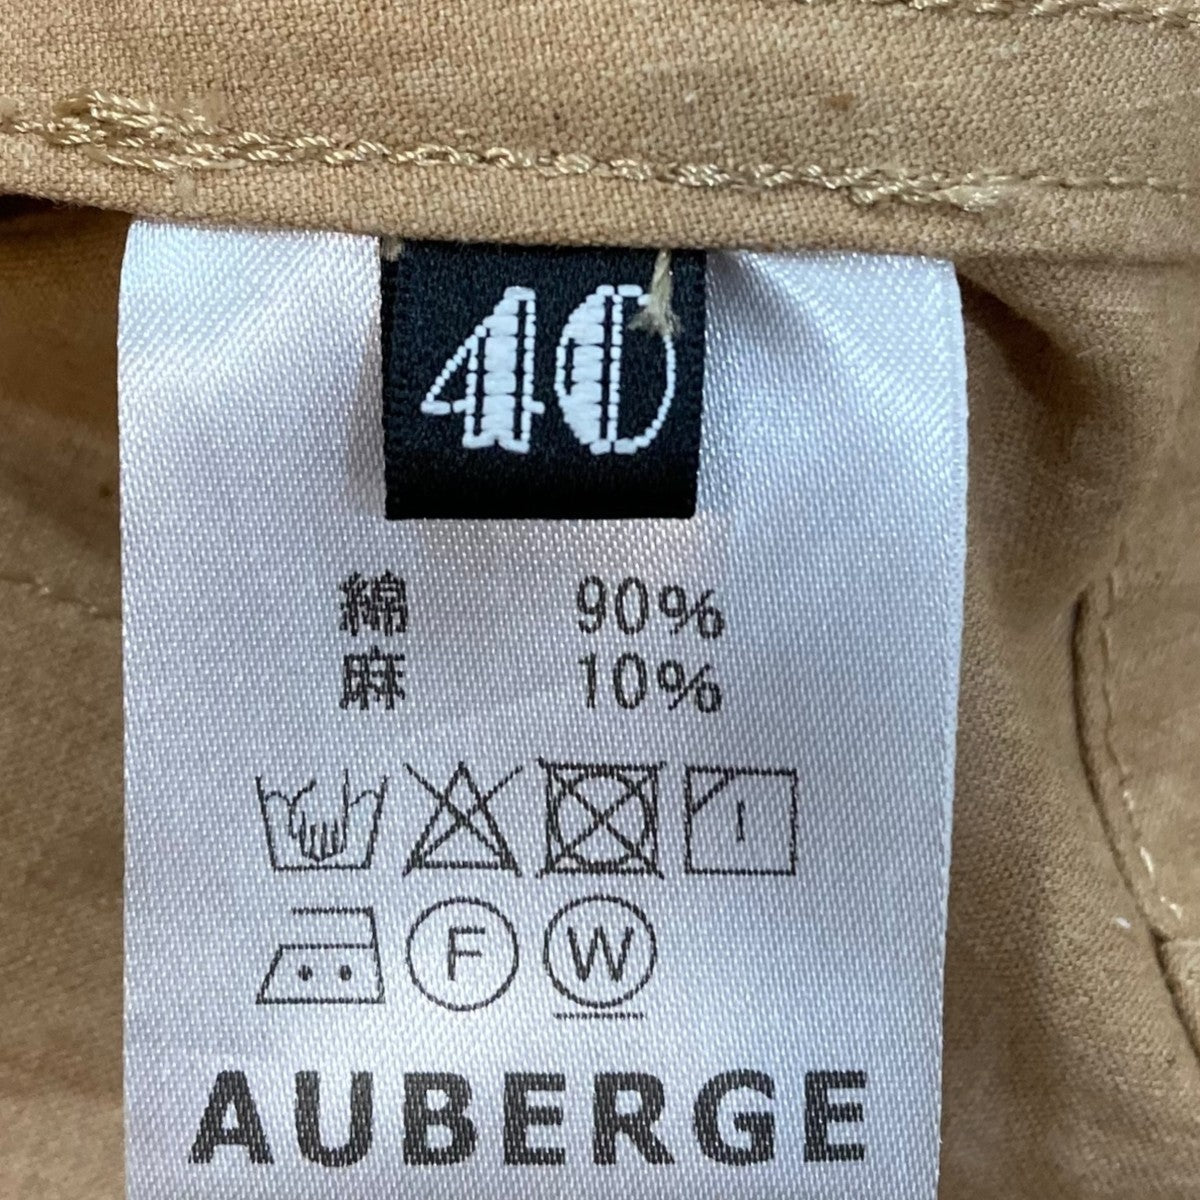 40
綿 90%
麻 10%
F W
AUBERGE